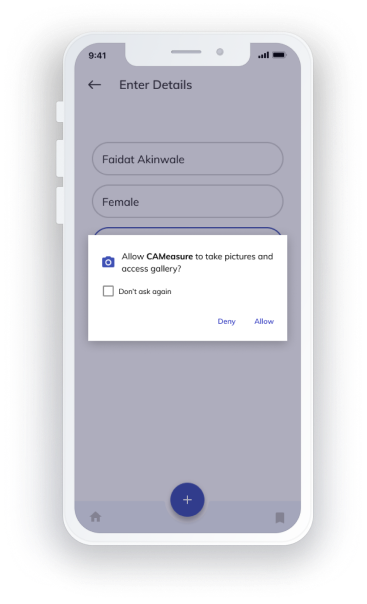 9:41
Enter Details
Faidat Akinwale
Female
Allow CAMeasure to take pictures and
access gallery?
Don't ask again
Deny Allow